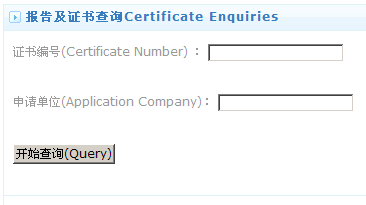 报告及证书查询Certificate Enquiries
证书编号(Certificate Number) ：
申请单位(Application Company)：
开始查询(Query)